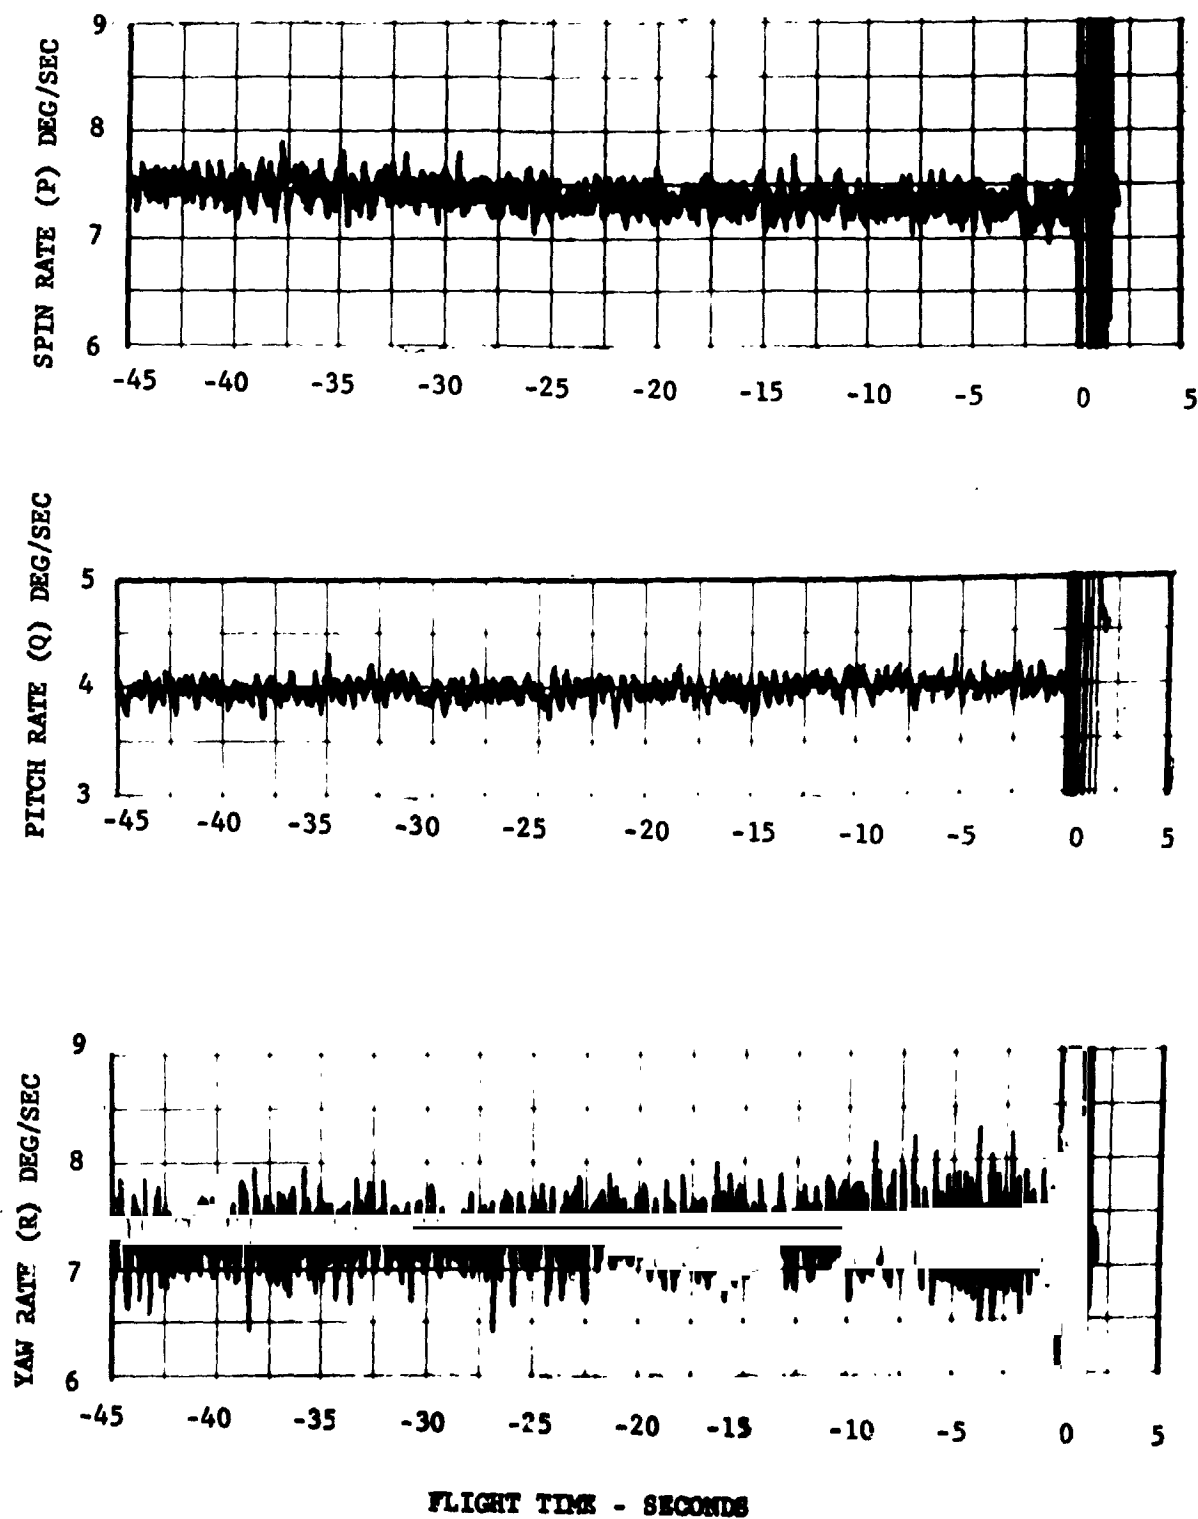 SPIN RATE (P) DEG/SEC
9
8
7
6
-45 -40 -35 -30 -25 -20 -15 -10 -5 0 5
PITCH RATE (Q) DEG/SEC
5
4
3
-45 -40 -35 -30 -25 -20 -15 -10 -5 0 5
YAW RATE (R) DEG/SEC
9
8
7
6
-45 -40 -35 -30 -25 -20 -15 -10 -5 0 5
FLIGHT TIME - SECONDS